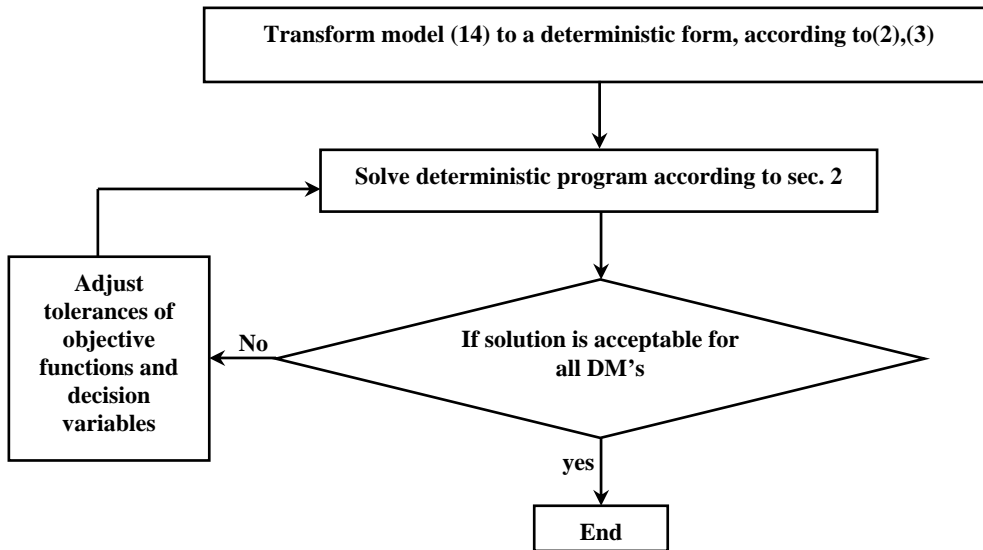 Transform model (14) to a deterministic form, according to(2),(3)
Solve deterministic program according to sec. 2
Adjust
tolerances of
objective
functions and
decision
variables
No
If solution is acceptable for
all DM’s
yes
End